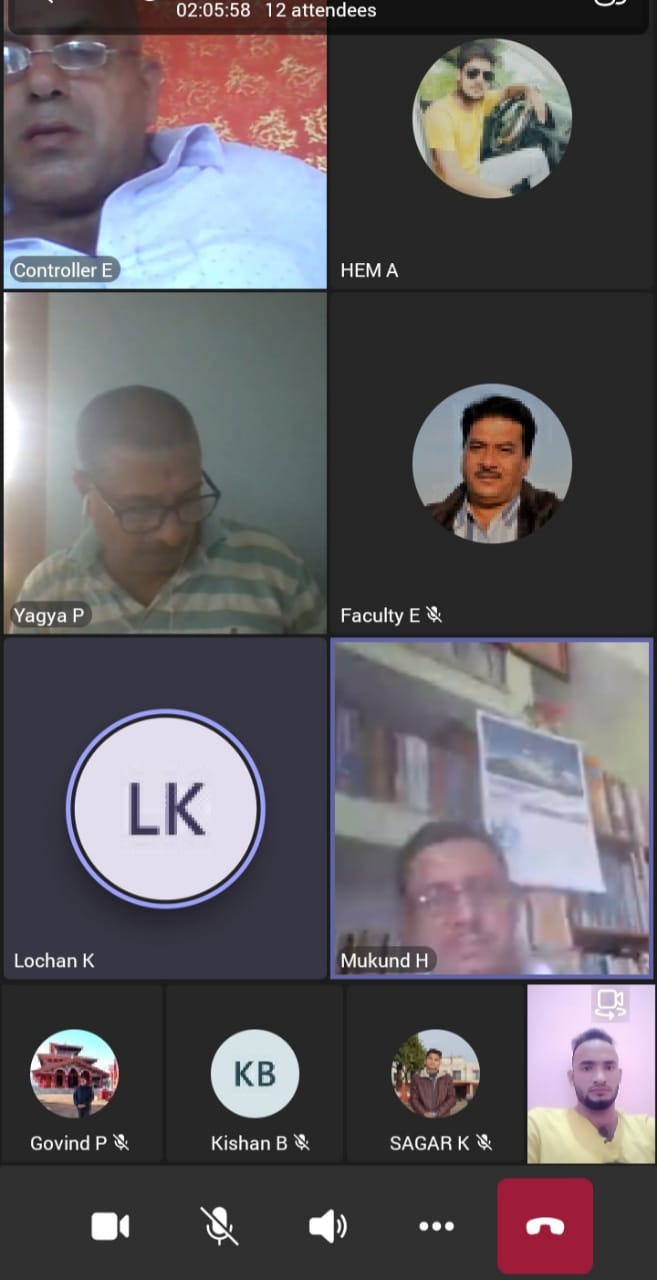 02:05:58 12 attendees
Controller E
HEM A
Yagya P
Faculty E
LK
Lochan K
Mukund H
KB
Govind P
Kishan B
SAGAR K